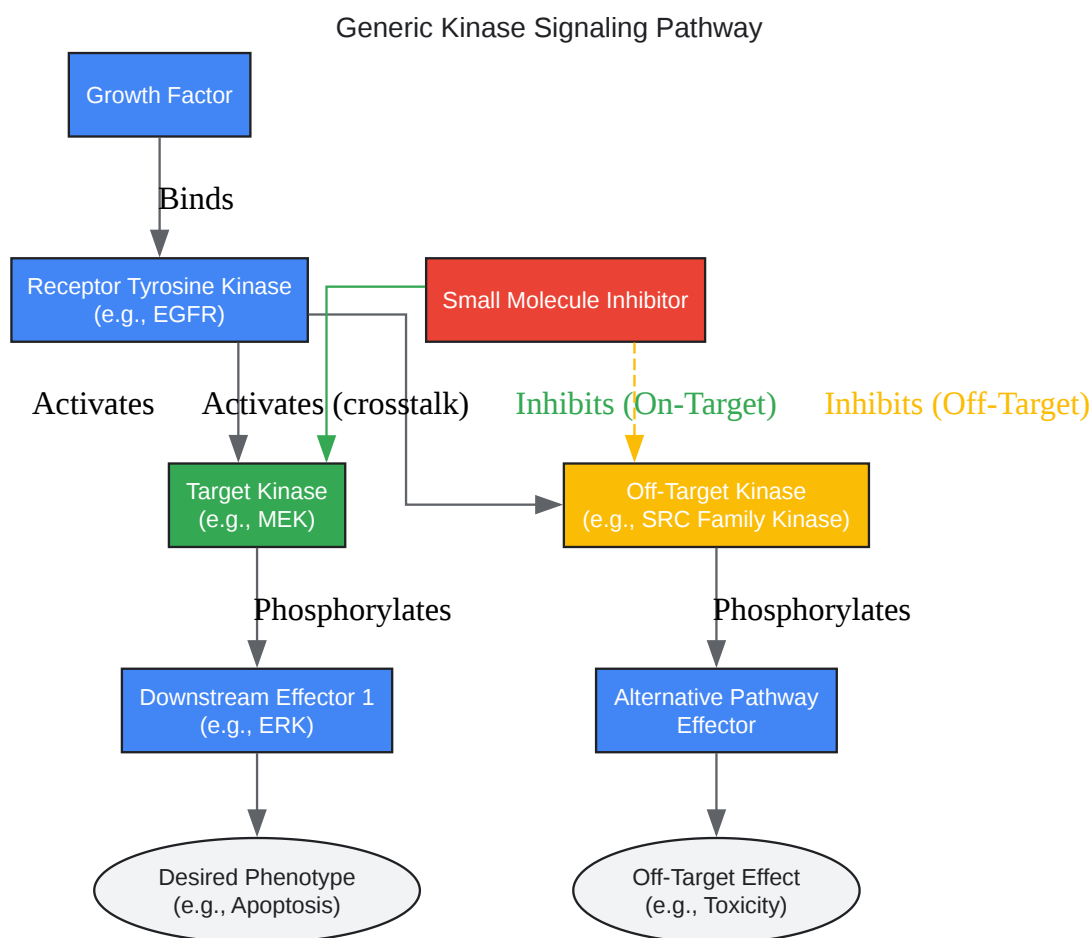 Generic Kinase Signaling Pathway
Growth Factor
Binds
Receptor Tyrosine Kinase
(e.g., EGFR)
Small Molecule Inhibitor
Activates
Activates (crosstalk)
Inhibits (On-Target)
Inhibits (Off-Target)
Target Kinase
(e.g., MEK)
Off-Target Kinase
(e.g., SRC Family Kinase)
Phosphorylates
Phosphorylates
Downstream Effector 1
(e.g., ERK)
Alternative Pathway
Effector
Desired Phenotype
(e.g., Apoptosis)
Off-Target Effect
(e.g., Toxicity)